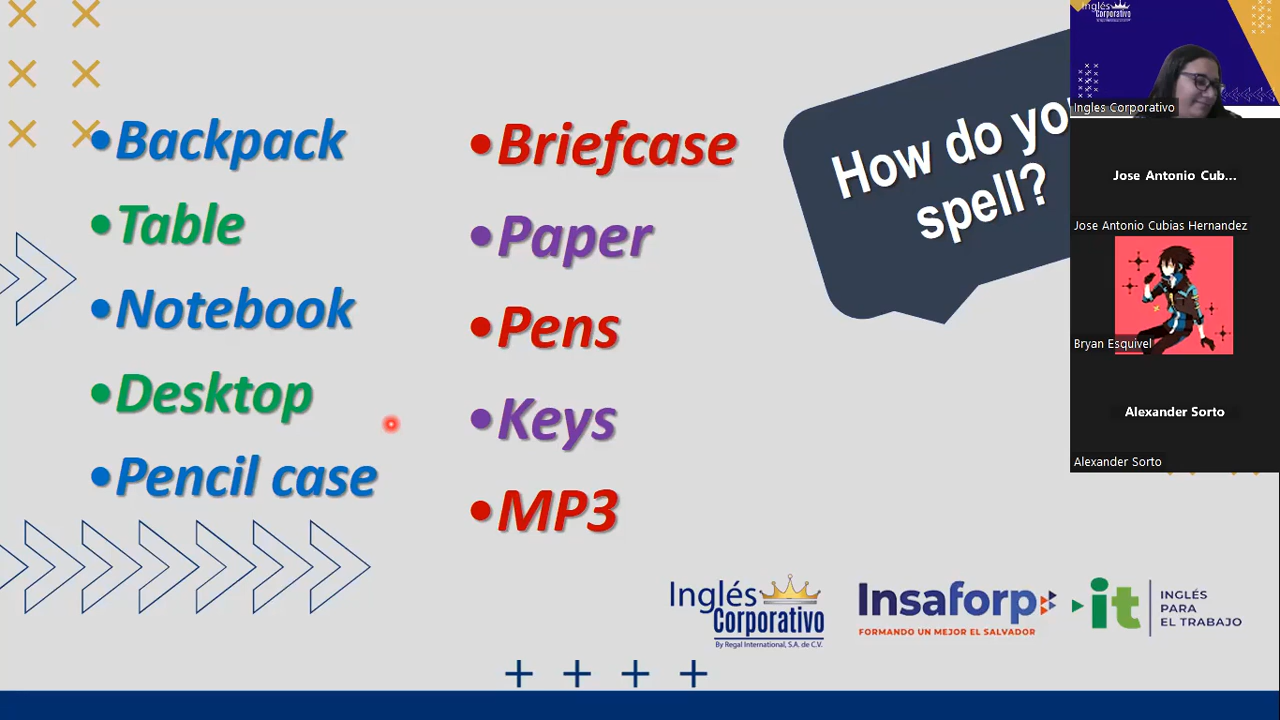 •Backpack
•Table
•Notebook
•Desktop
•Pencil case
•Briefcase
•Paper
•Pens
•Keys
•MP3
How do yo
spell?
Inglés
Corporativo
By Regal International, S.A. de C.V.
Insaforp
FORMANDO UN MEJOR EL SALVADOR
it
INGLÉS
PARA
EL TRABAJO
Inglés
Corporativo
Ingles Corporativo
Jose Antonio Cub...
Jose Antonio Cubias Hernandez
Bryan Esquivel
Alexander Sorto
Alexander Sorto